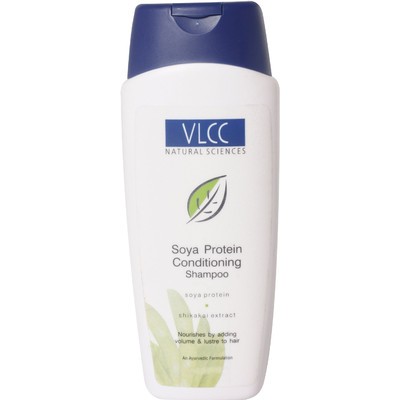 VLCC
NATURAL SCIENCES
Soya Protein
Conditioning
Shampoo
soya protein
shikakai extract
Nourishes by adding
volume & lustre to hair
An Ayurvedic Formulation